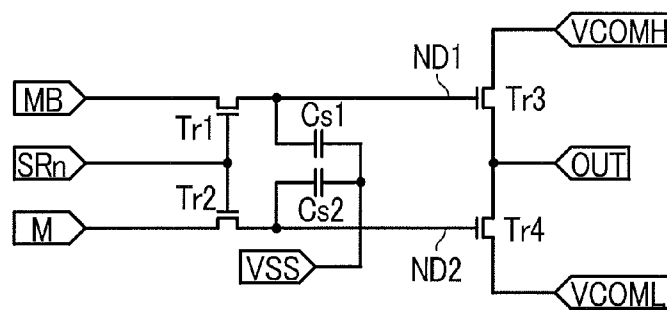 VCOMH
ND1
MB
Tr3
Cs1
Tr1
SRn
OUT
Tr2
Cs2
M
Tr4
VSS
ND2
VCOML